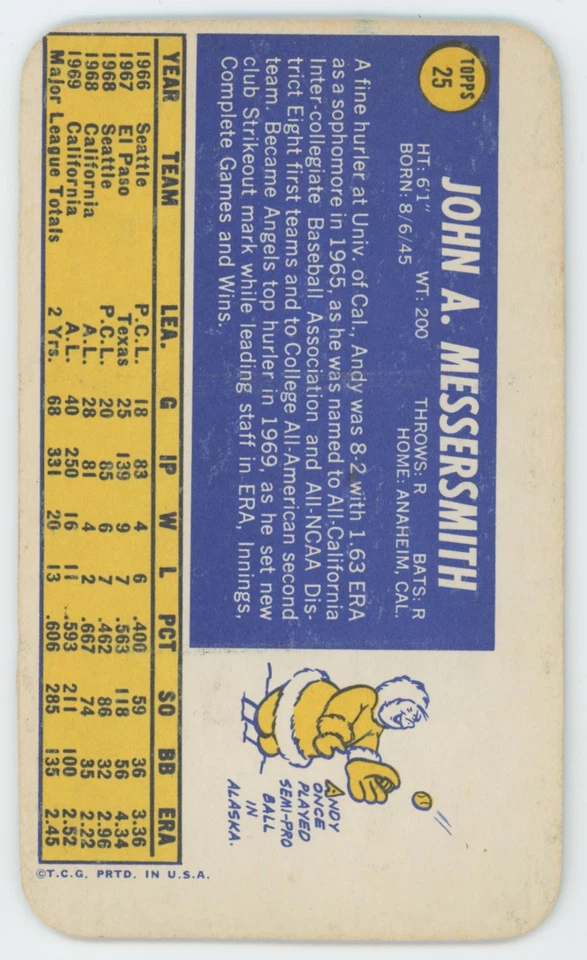 TOPPS
25
JOHN A. MESSERSMITH
HT: 6'1" WT: 200 THROWS: R BATS: R
BORN: 8/6/45 HOME: ANAHEIM, CAL.
A fine hurler at Univ. of Cal., Andy was 8-2 with 1.63 ERA
as a sophomore in 1965, as he was named to All-California
Inter-collegiate Baseball Association and All-NCAA Dis-
trict Eight first teams and to College All-American second
team. Became Angels top hurler in 1969, as he set new
club Strikeout mark while leading staff in ERA, Innings,
Complete Games and Wins.
ANDY
ONCE
PLAYED
SEMI-PRO
BALL
IN
ALASKA.
YEAR TEAM LEA. G IP W L PCT SO BB ERA
1966 Seattle P.C.L. 18 83 4 6 .400 59 36 3.36
1967 El Paso Texas 25 139 9 7 .563 118 56 4.34
1968 Seattle P.C.L. 20 85 6 7 .462 86 32 2.96
1968 California A.L. 28 81 4 2 .667 74 35 2.22
1969 California A.L. 40 250 16 11 .593 211 100 2.52
Major League Totals 2 Yrs. 68 331 20 13 .606 285 135 2.45
©T.C.G. PRTD. IN U.S.A.